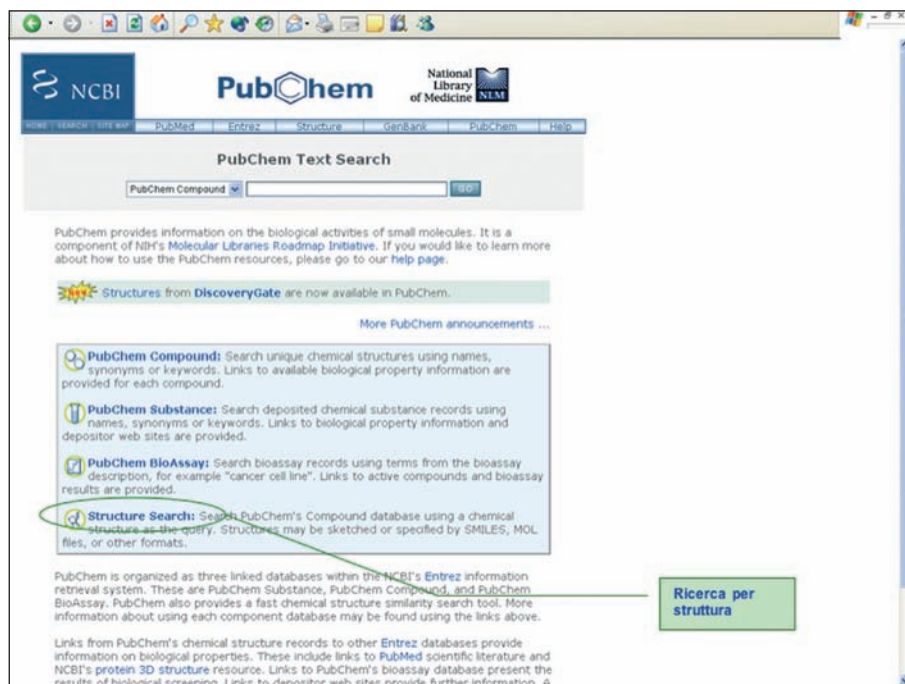 NCBI
PubChem
National
Library
of Medicine NLM
HOME | SEARCH | SITE MAP PubMed Entrez Structure GenBank PubChem Help
PubChem Text Search
PubChem Compound GO
PubChem provides information on the biological activities of small molecules. It is a
component of NIH's Molecular Libraries Roadmap Initiative. If you would like to learn more
about how to use the PubChem resources, please go to our help page.
New Structures from DiscoveryGate are now available in PubChem.
More PubChem announcements ...
PubChem Compound: Search unique chemical structures using names,
synonyms or keywords. Links to available biological property information are
provided for each compound.
PubChem Substance: Search deposited chemical substance records using
names, synonyms or keywords. Links to biological property information and
depositor web sites are provided.
PubChem BioAssay: Search bioassay records using terms from the bioassay
description, for example "cancer cell line". Links to active compounds and bioassay
results are provided.
Structure Search: Search PubChem's Compound database using a chemical
structure as the query. Structures may be sketched or specified by SMILES, MOL
files, or other formats.
PubChem is organized as three linked databases within the NCBI's Entrez information
retrieval system. These are PubChem Substance, PubChem Compound, and PubChem
BioAssay. PubChem also provides a fast chemical structure similarity search tool. More
information about using each component database may be found using the links above.
Links from PubChem's chemical structure records to other Entrez databases provide
information on biological properties. These include links to PubMed scientific literature and
NCBI's protein 3D structure resource. Links to PubChem's bioassay database present the
results of biological screening. Links to depositor web sites provide further information. A
Ricerca per
struttura